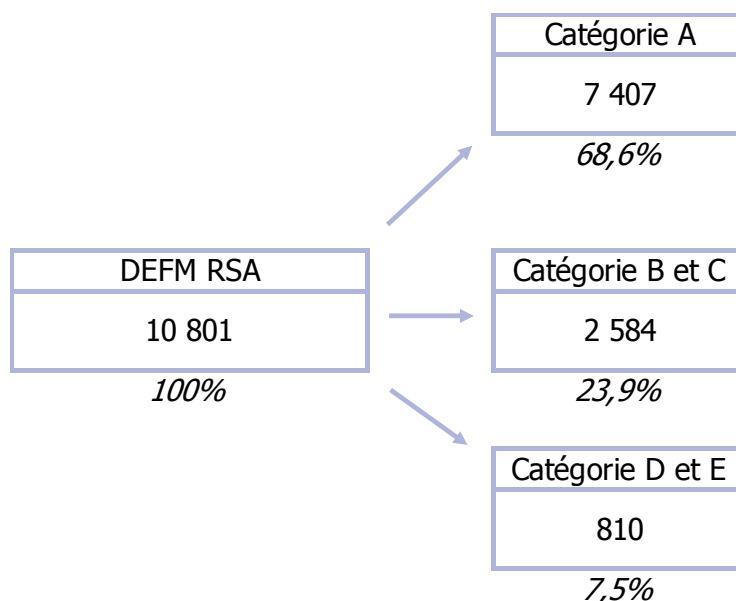 Catégorie A
7 407
68,6%
DEFM RSA
10 801
100%
Catégorie B et C
2 584
23,9%
Catégorie D et E
810
7,5%